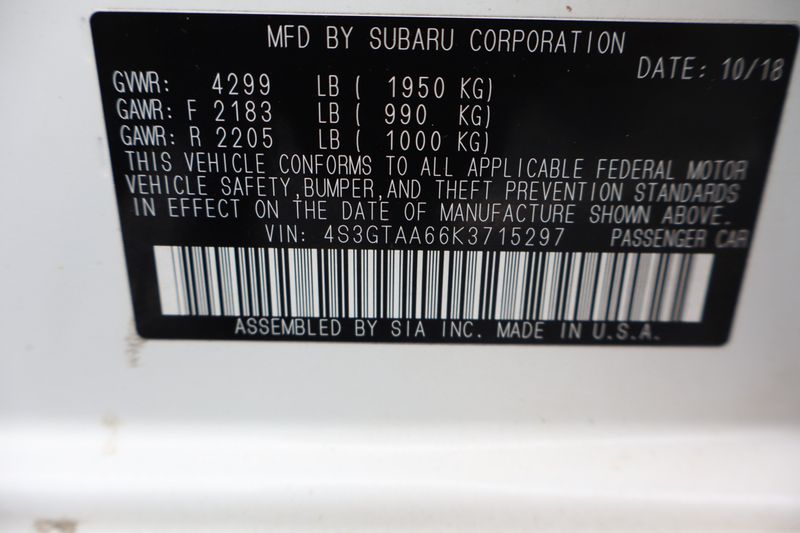 MFD BY SUBARU CORPORATION
DATE: 10/18
GVWR: 4299 LB ( 1950 KG)
GAWR: F 2183 LB ( 990 KG)
GAWR: R 2205 LB ( 1000 KG)
THIS VEHICLE CONFORMS TO ALL APPLICABLE FEDERAL MOTOR
VEHICLE SAFETY,BUMPER,AND THEFT PREVENTION STANDARDS
IN EFFECT ON THE DATE OF MANUFACTURE SHOWN ABOVE.
VIN: 4S3GTAA66K3715297 PASSENGER CAR
ASSEMBLED BY SIA INC. MADE IN U.S.A.